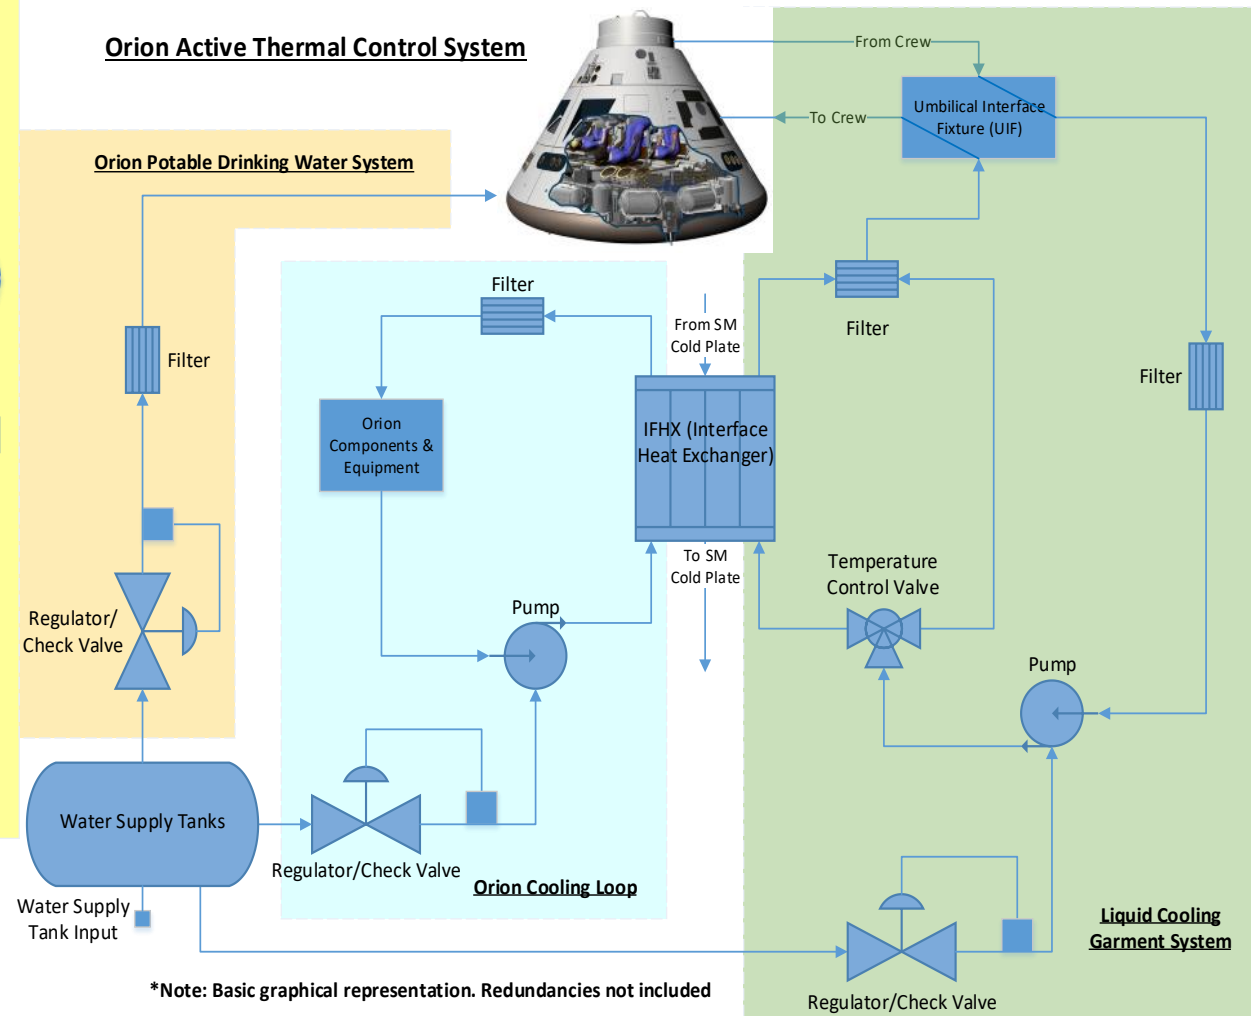 Orion Active Thermal Control System
From Crew
Umbilical Interface
Fixture (UIF)
To Crew
Orion Potable Drinking Water System
Filter
Filter
From SM
Cold Plate
Filter
Filter
Orion
Components &
Equipment
IFHX (Interface
Heat Exchanger)
To SM
Cold Plate
Temperature
Control Valve
Regulator/
Check Valve
Pump
Pump
Water Supply Tanks
Regulator/Check Valve
Orion Cooling Loop
Water Supply
Tank Input
Liquid Cooling
Garment System
*Note: Basic graphical representation. Redundancies not included
Regulator/Check Valve